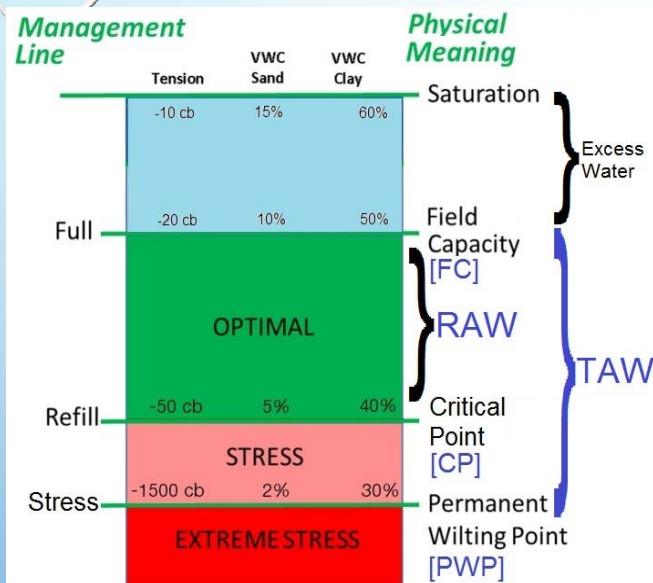 Management
Line
Physical
Meaning
Tension
VWC
Sand
VWC
Clay
Saturation
-10 cb 15% 60%
Excess
Water
-20 cb 10% 50%
Full
Field
Capacity
[FC]
OPTIMAL
RAW
TAW
-50 cb 5% 40%
Refill
Critical
Point
[CP]
STRESS
-1500 cb 2% 30%
Stress
Permanent
Wilting Point
[PWP]
EXTREME STRESS